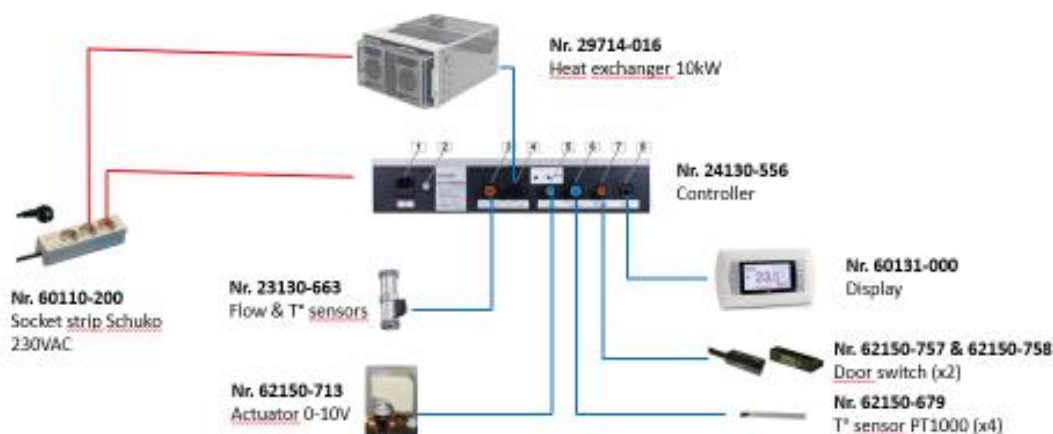 Nr. 29714-016
Heat exchanger 10kW
1 2 3 4 5 6 7 8
Nr. 24130-556
Controller
Nr. 60110-200
Socket strip Schuko
230VAC
Nr. 23130-663
Flow & T° sensors
Nr. 60131-000
Display
Nr. 62150-757 & 62150-758
Door switch (x2)
Nr. 62150-713
Actuator 0-10V
Nr. 62150-679
T° sensor PT1000 (x4)